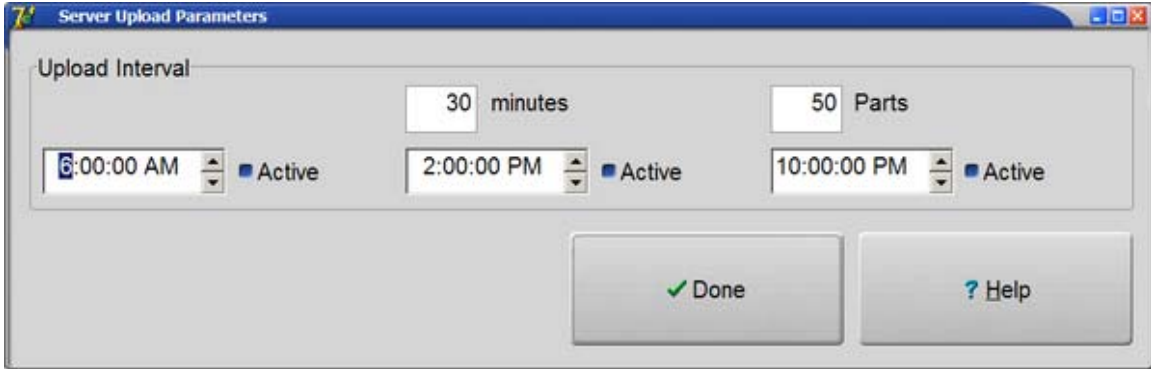 Server Upload Parameters
Upload Interval
30 minutes 50 Parts
6:00:00 AM Active 2:00:00 PM Active 10:00:00 PM Active
Done ? Help